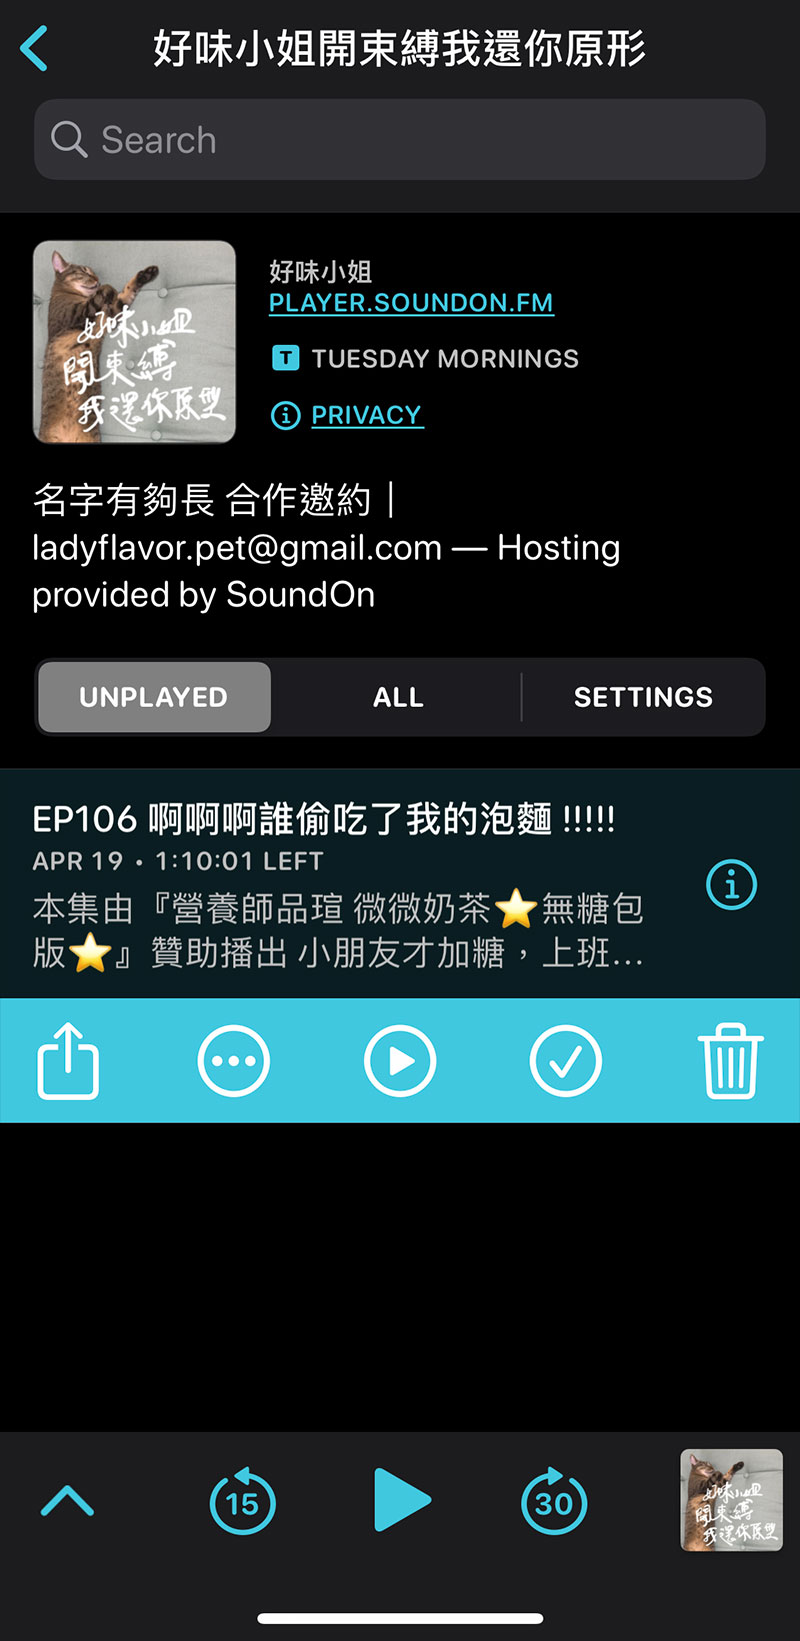 好味小姐開束縛我還你原形
Search
好味小姐
開束縛
我還你原型
好味小姐
PLAYER.SOUNDON.FM
T TUESDAY MORNINGS
PRIVACY
名字有夠長 合作邀約｜
ladyflavor.pet@gmail.com — Hosting
provided by SoundOn
UNPLAYED
ALL
SETTINGS
EP106 啊啊啊誰偷吃了我的泡麵 !!!!!
APR 19 • 1:10:01 LEFT
本集由『營養師品瑄 微微奶茶⭐無糖包
版⭐』贊助播出 小朋友才加糖，上班...
15
30
好味小姐
開束縛
我還你原型